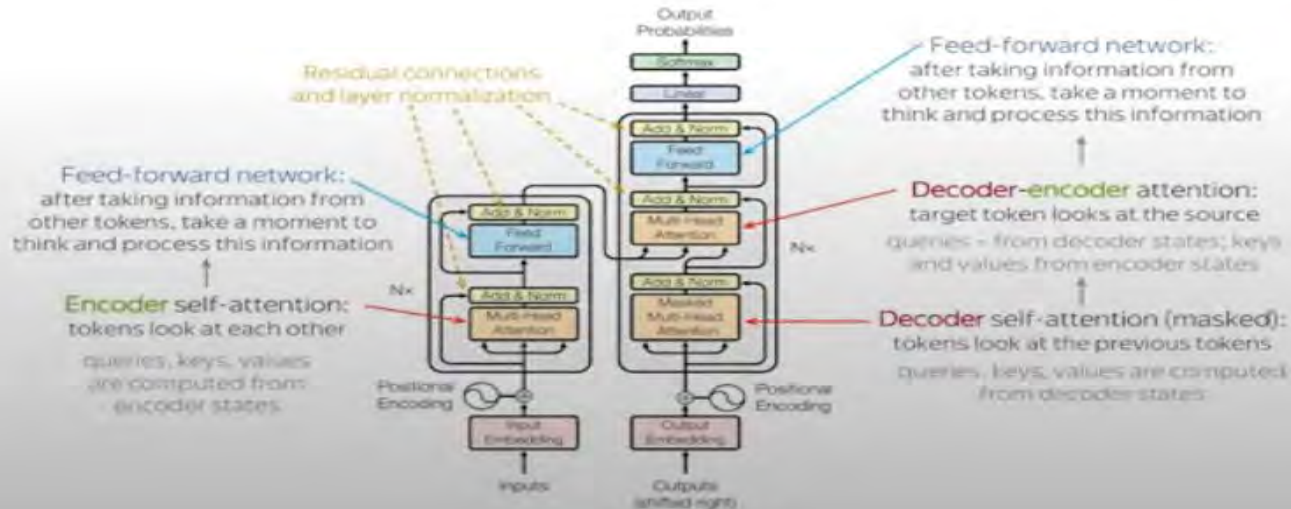 Output
Probabilities
Softmax
Linear
Add & Norm
Feed
Forward
Add & Norm
Multi-Head
Attention
Add & Norm
Masked
Multi-Head
Attention
Nx
Positional
Encoding
Output
Embedding
Outputs
(shifted right)
Residual connections
and layer normalization
Feed-forward network:
after taking information from
other tokens, take a moment to
think and process this information
Encoder self-attention:
tokens look at each other
queries, keys, values
are computed from
encoder states
Add & Norm
Feed
Forward
Add & Norm
Multi-Head
Attention
Nx
Positional
Encoding
Input
Embedding
Inputs
Feed-forward network:
after taking information from
other tokens, take a moment to
think and process this information
Decoder-encoder attention:
target token looks at the source
queries – from decoder states; keys
and values from encoder states
Decoder self-attention (masked):
tokens look at the previous tokens
queries, keys, values are computed
from decoder states